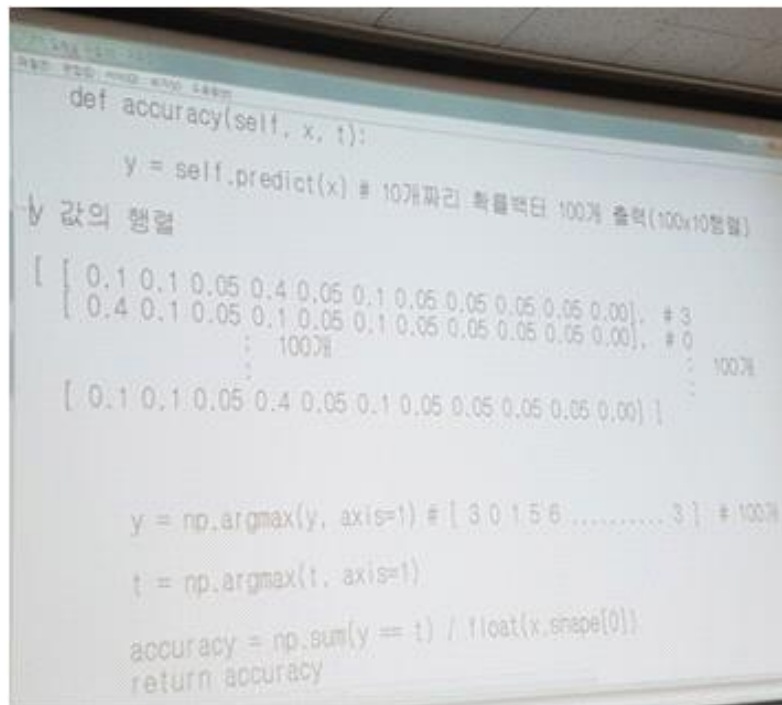 def accuracy(self, x, t):
y = self.predict(x) # 10개짜리 확률백터 100개 출력(100x10행렬)
y 값의 행렬
[ [ 0.1 0.1 0.05 0.4 0.05 0.1 0.05 0.05 0.05 0.05 0.00], # 3
[ 0.4 0.1 0.05 0.1 0.05 0.1 0.05 0.05 0.05 0.05 0.00], # 0
: 100개 : 100개
: :
[ 0.1 0.1 0.05 0.4 0.05 0.1 0.05 0.05 0.05 0.05 0.00] ]
y = np.argmax(y, axis=1) # [ 3 0 1 5 6 .......... 3 ] # 100개
t = np.argmax(t, axis=1)
accuracy = np.sum(y == t) / float(x.shape[0])
return accuracy